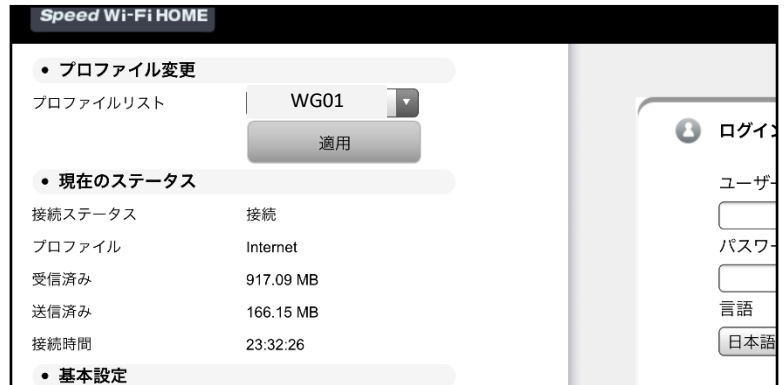 Speed Wi-Fi HOME
プロファイル変更
プロファイルリスト WG01
適用
現在のステータス
接続ステータス 接続
プロファイル Internet
受信済み 917.09 MB
送信済み 166.15 MB
接続時間 23:32:26
基本設定
ログイン
ユーザー
パスワー
言語
日本語